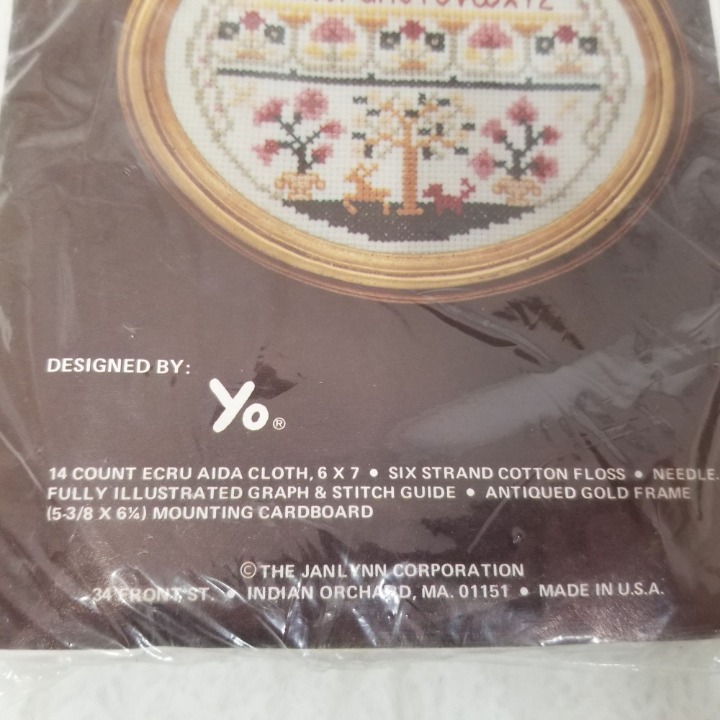 DESIGNED BY:
Yo®
14 COUNT ECRU AIDA CLOTH, 6 X 7 • SIX STRAND COTTON FLOSS • NEEDLE.
FULLY ILLUSTRATED GRAPH & STITCH GUIDE • ANTIQUED GOLD FRAME
(5-3/8 X 6¼) MOUNTING CARDBOARD
© THE JANLYNN CORPORATION
34 FRONT ST. • INDIAN ORCHARD, MA. 01151 • MADE IN U.S.A.